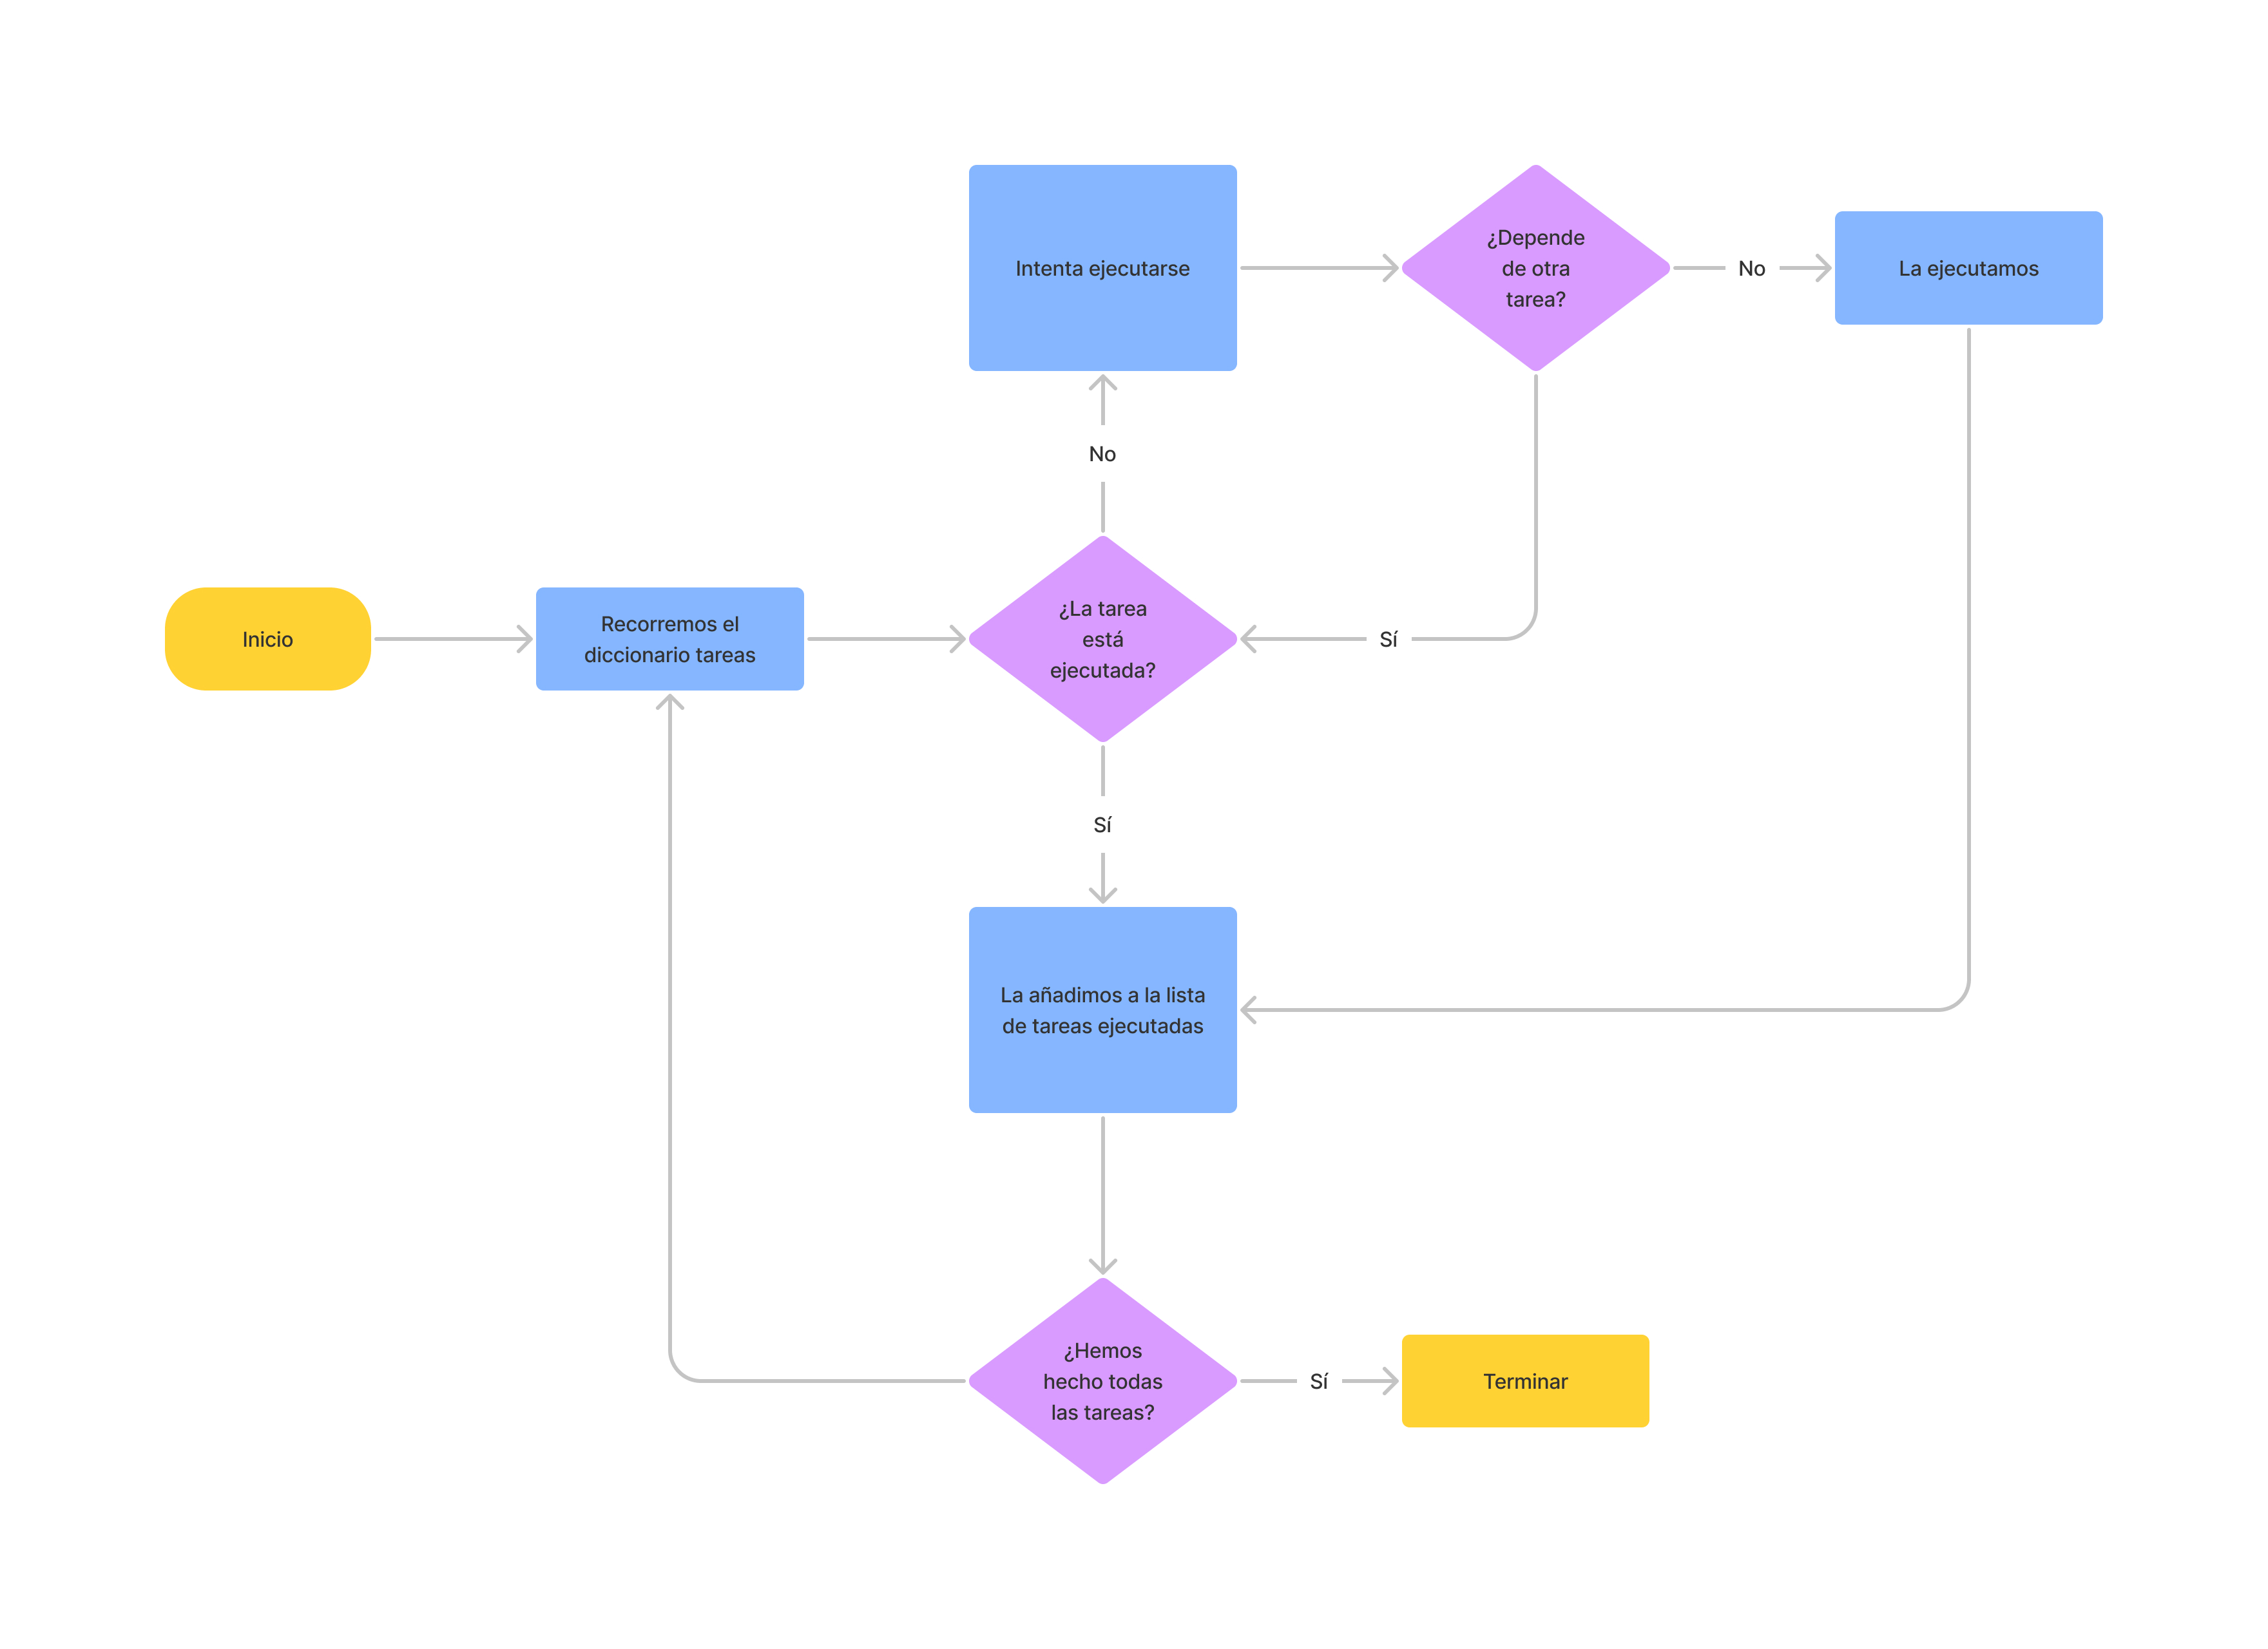 Intenta ejecutarse
¿Depende
de otra
tarea?
No
La ejecutamos
No
Inicio
Recorremos el
diccionario tareas
¿La tarea
está
ejecutada?
Sí
Sí
La añadimos a la lista
de tareas ejecutadas
¿Hemos
hecho todas
las tareas?
Sí
Terminar